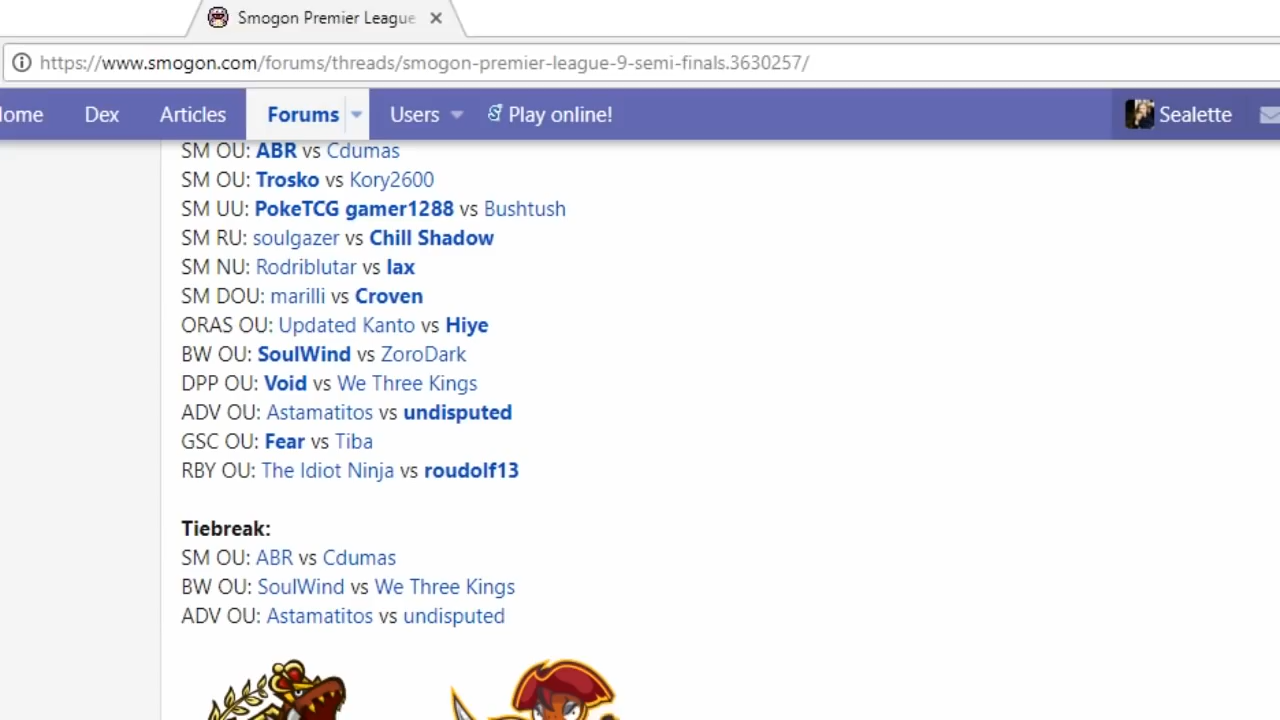 Smogon Premier League
https://www.smogon.com/forums/threads/smogon-premier-league-9-semi-finals.3630257/
Dex Articles Forums Users Play online! Sealette
SM OU: ABR vs Cdumas
SM OU: Trosko vs Kory2600
SM UU: PokeTCG gamer1288 vs Bushtush
SM RU: soulgazer vs Chill Shadow
SM NU: Rodriblutar vs lax
SM DOU: marilli vs Croven
ORAS OU: Updated Kanto vs Hiye
BW OU: SoulWind vs ZoroDark
DPP OU: Void vs We Three Kings
ADV OU: Astamatitos vs undisputed
GSC OU: Fear vs Tiba
RBY OU: The Idiot Ninja vs roudolf13
Tiebreak:
SM OU: ABR vs Cdumas
BW OU: SoulWind vs We Three Kings
ADV OU: Astamatitos vs undisputed